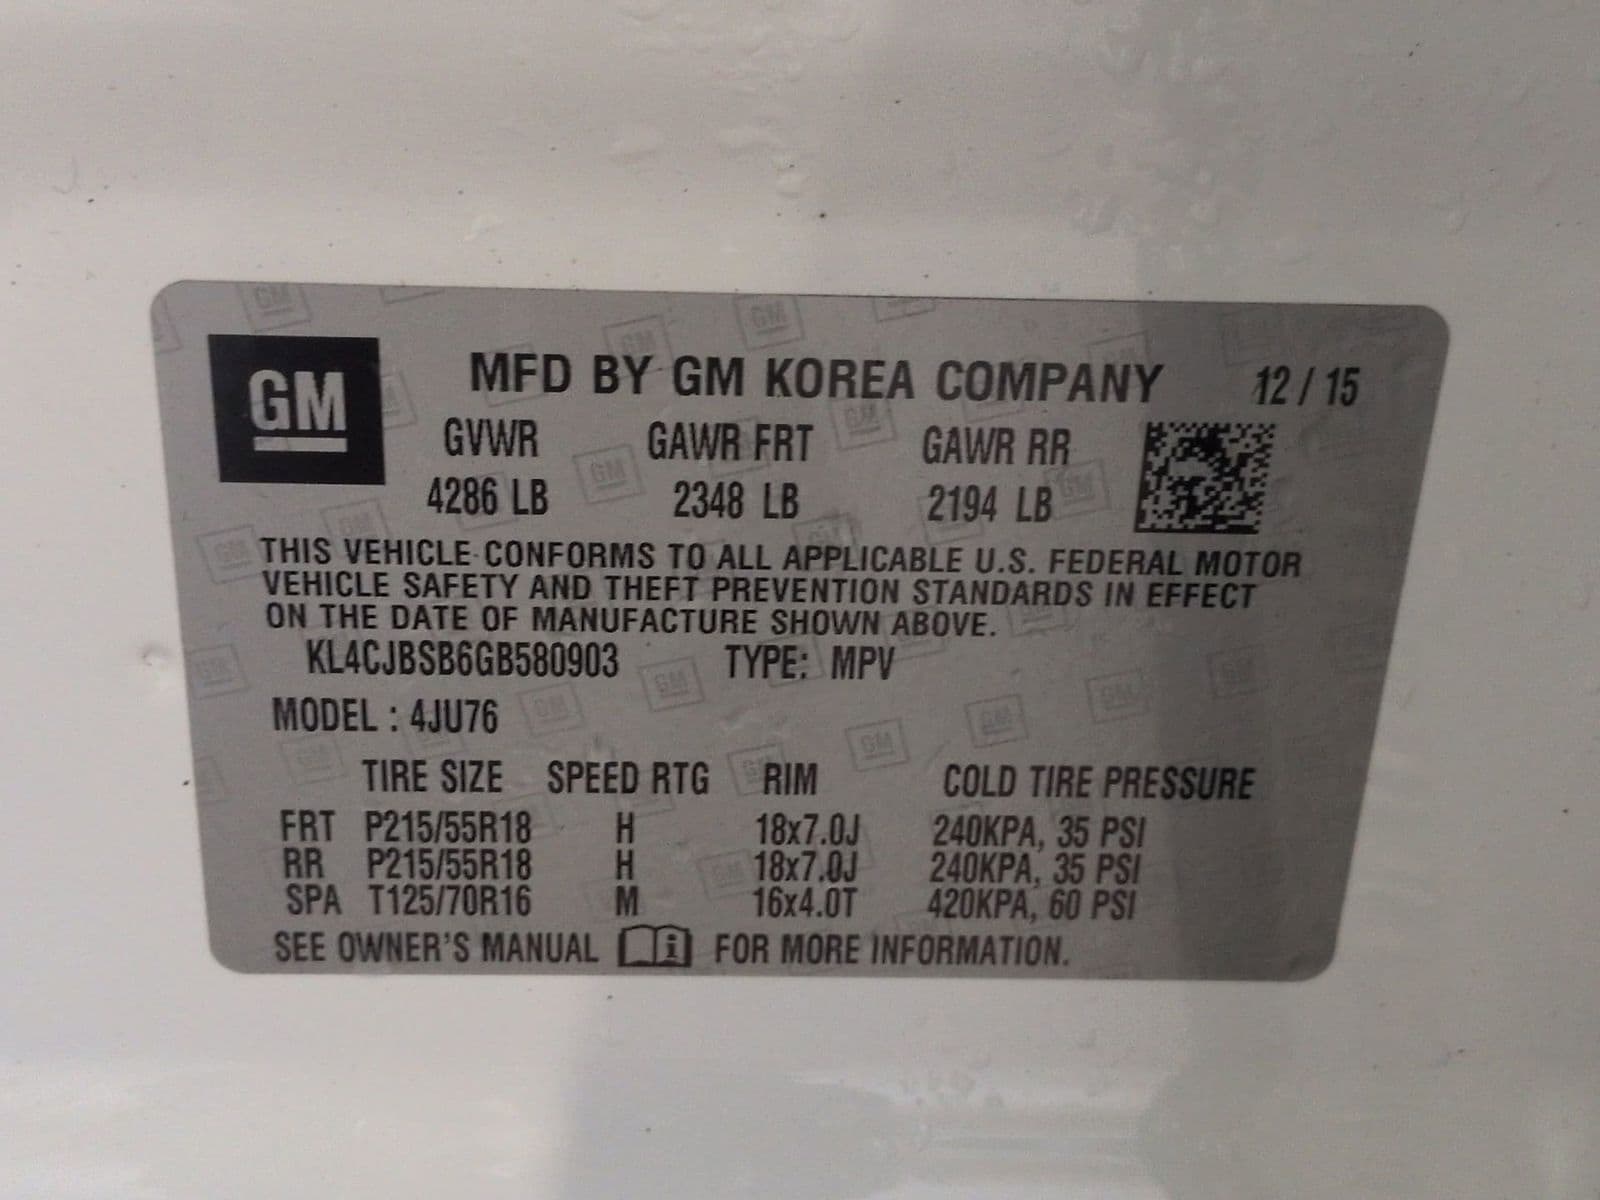 GM
MFD BY GM KOREA COMPANY 12/15
GVWR GAWR FRT GAWR RR
4286 LB 2348 LB 2194 LB
THIS VEHICLE CONFORMS TO ALL APPLICABLE U.S. FEDERAL MOTOR
VEHICLE SAFETY AND THEFT PREVENTION STANDARDS IN EFFECT
ON THE DATE OF MANUFACTURE SHOWN ABOVE.
KL4CJBSB6GB580903 TYPE: MPV
MODEL : 4JU76
TIRE SIZE SPEED RTG RIM COLD TIRE PRESSURE
FRT P215/55R18 H 18x7.0J 240KPA, 35 PSI
RR P215/55R18 H 18x7.0J 240KPA, 35 PSI
SPA T125/70R16 M 16x4.0T 420KPA, 60 PSI
SEE OWNER'S MANUAL i FOR MORE INFORMATION.